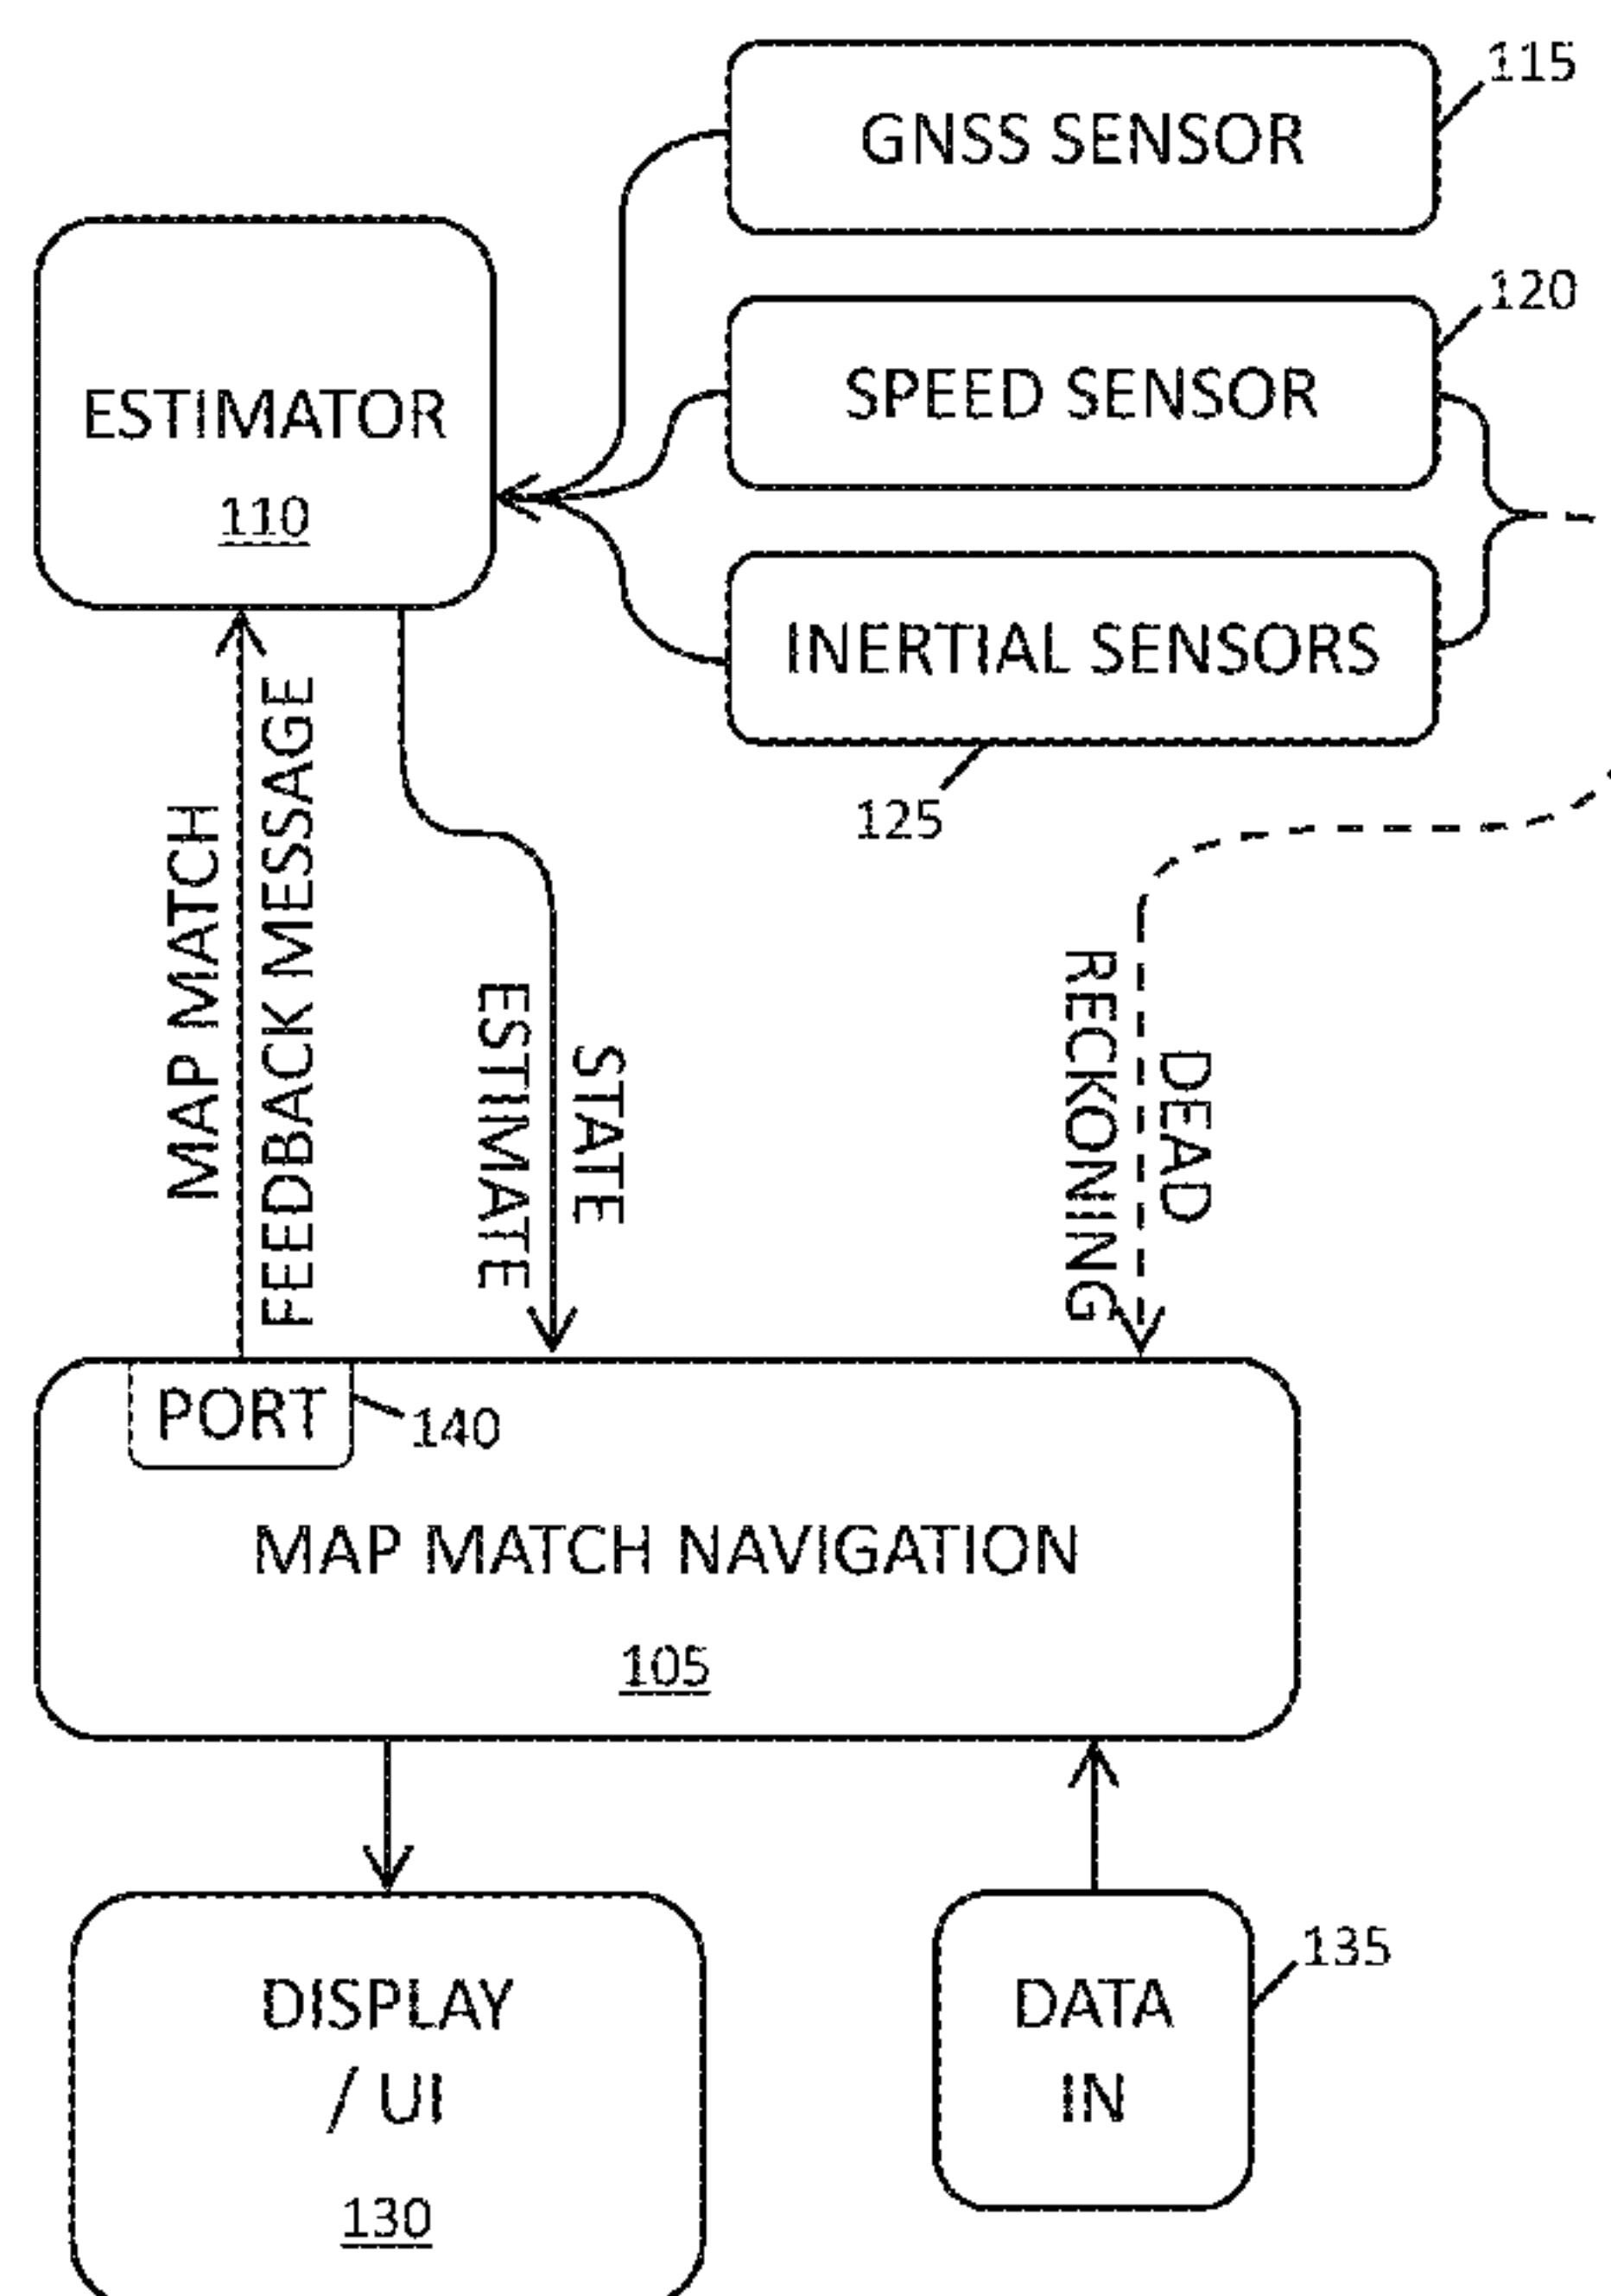 115
GNSS SENSOR
120
SPEED SENSOR
ESTIMATOR
110
INERTIAL SENSORS
125
MAP MATCH
FEEDBACK MESSAGE
STATE
ESTIMATE
DEAD
RECKONING
PORT
140
MAP MATCH NAVIGATION
105
DISPLAY
/ UI
130
DATA
IN
135